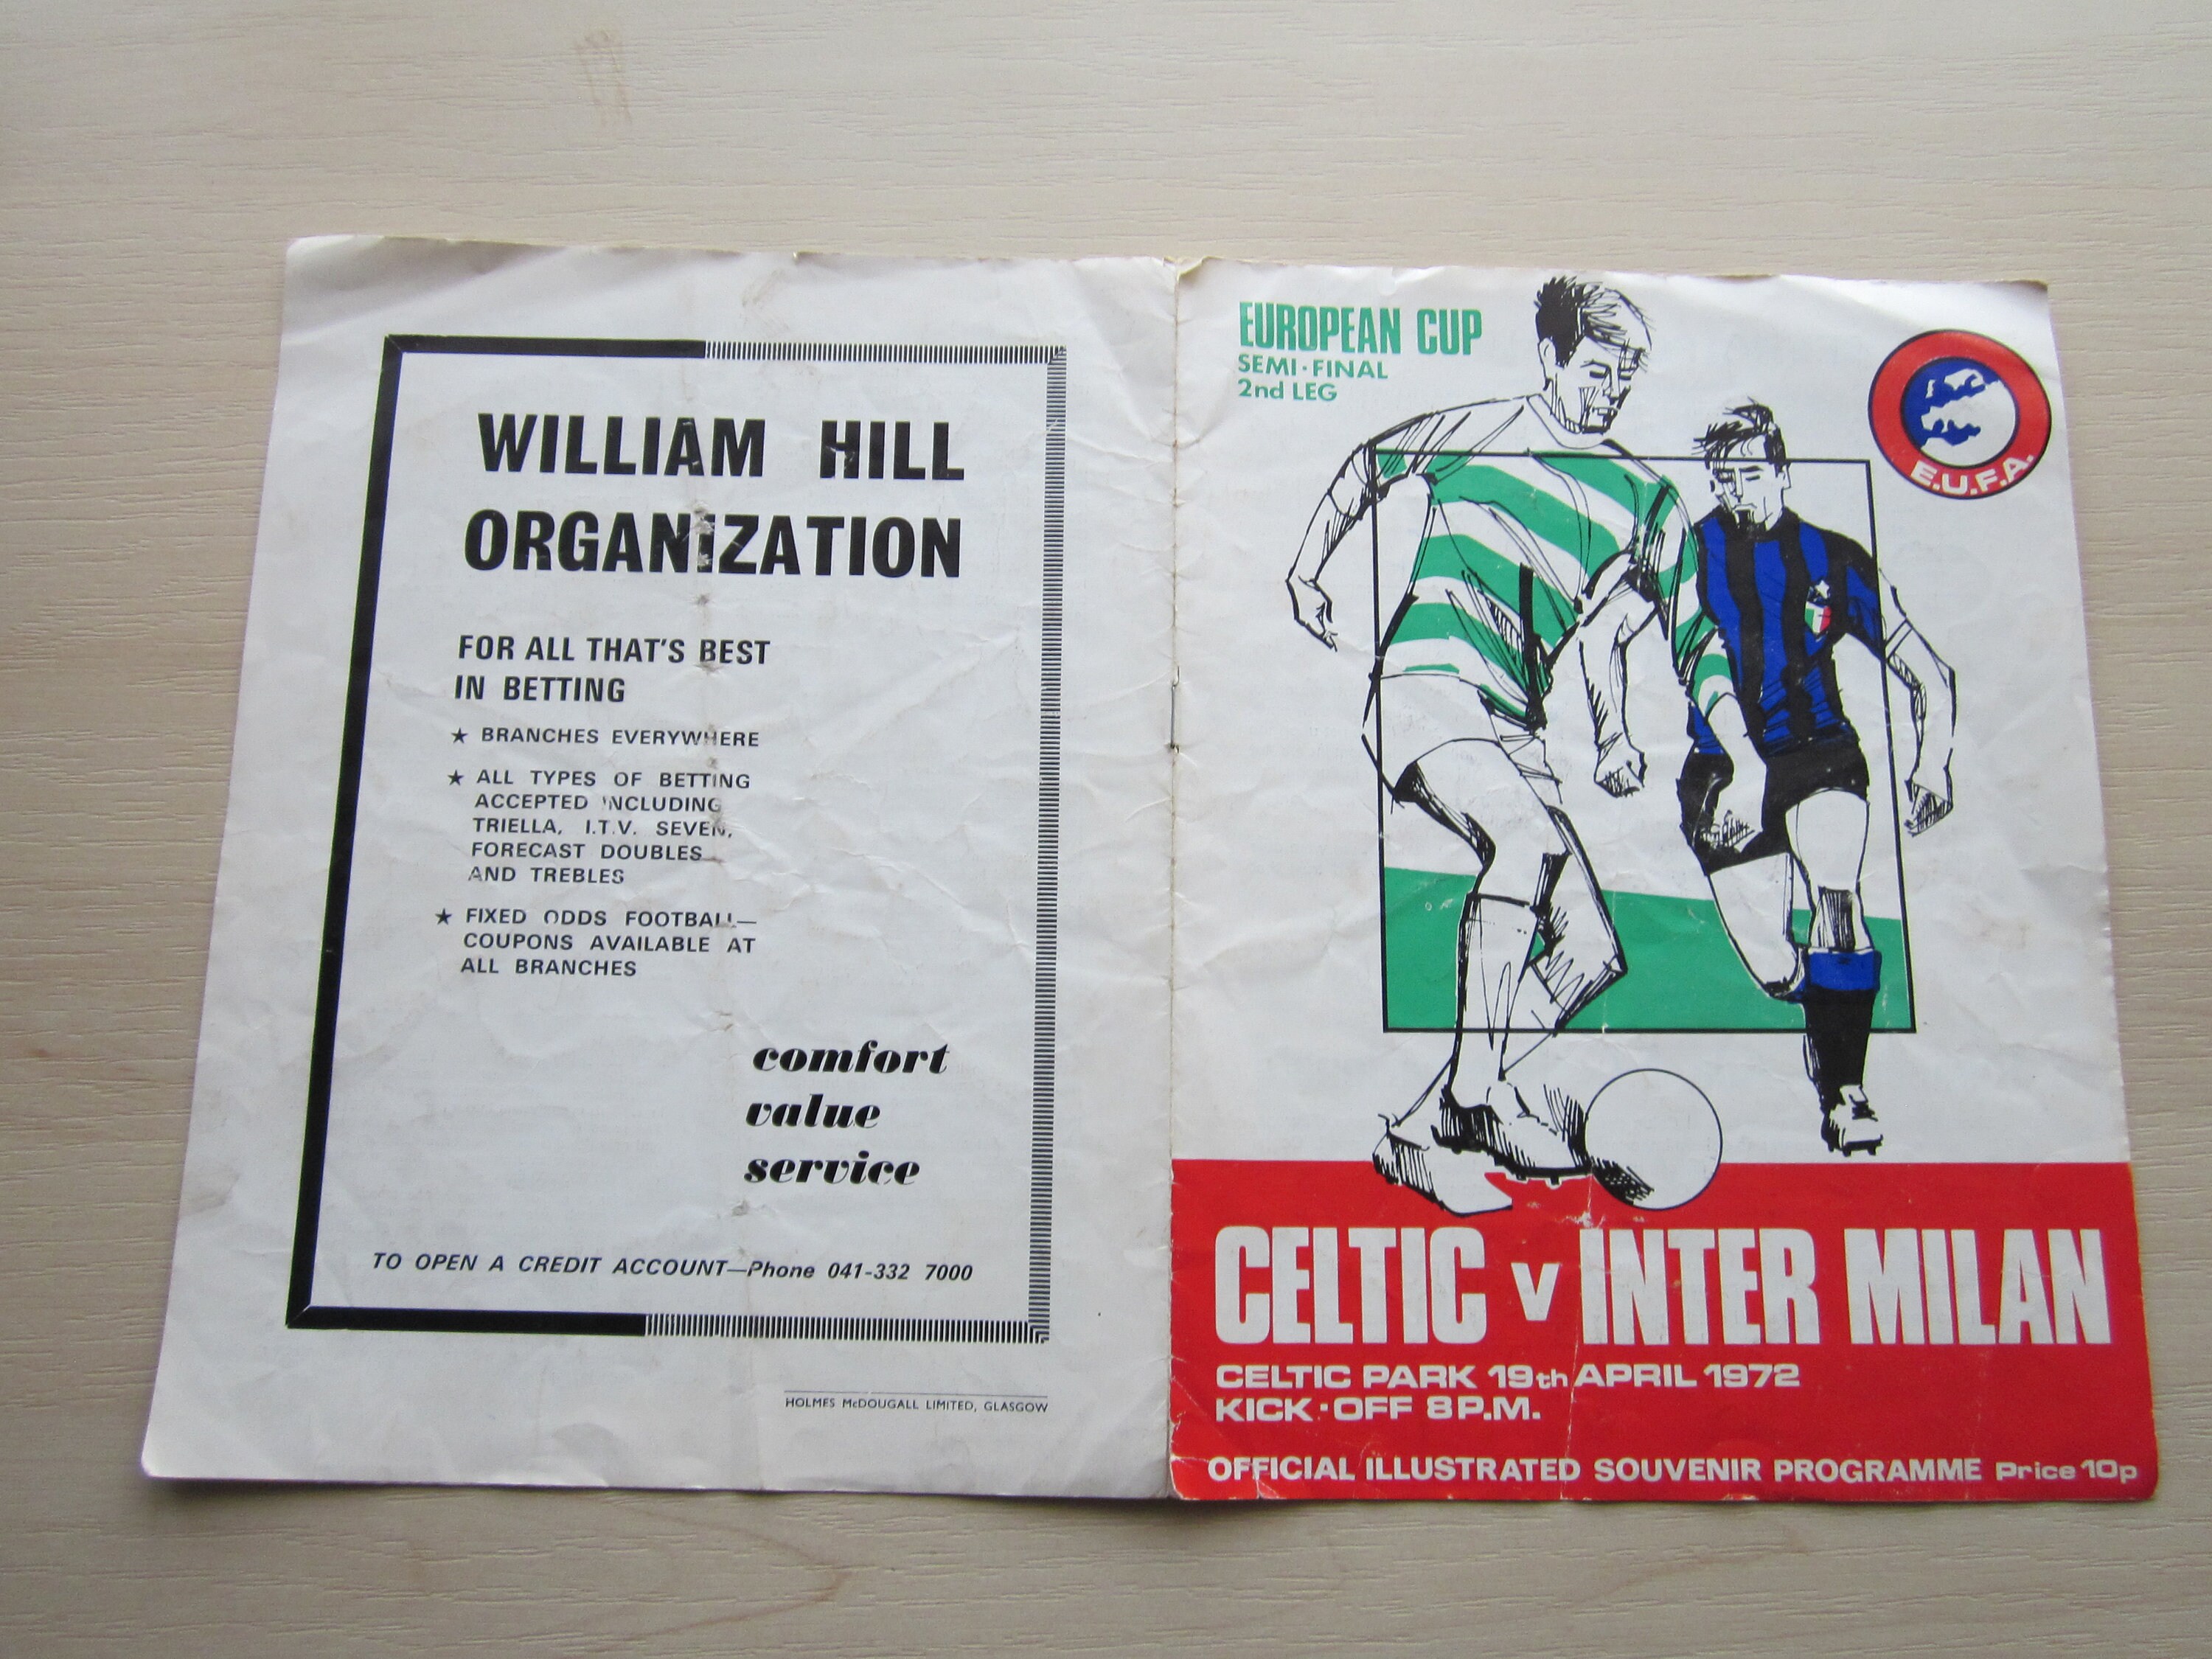 WILLIAM HILL
ORGANIZATION
FOR ALL THAT'S BEST
IN BETTING
★ BRANCHES EVERYWHERE
★ ALL TYPES OF BETTING
ACCEPTED INCLUDING
TRIELLA, I.T.V. SEVEN,
FORECAST DOUBLES
AND TREBLES
★ FIXED ODDS FOOTBALL—
COUPONS AVAILABLE AT
ALL BRANCHES
comfort
value
service
TO OPEN A CREDIT ACCOUNT—Phone 041-332 7000
HOLMES McDOUGALL LIMITED, GLASGOW
EUROPEAN CUP
SEMI·FINAL
2nd LEG
E.U.F.A.
CELTIC v INTER MILAN
CELTIC PARK 19th APRIL 1972
KICK·OFF 8 P.M.
OFFICIAL ILLUSTRATED SOUVENIR PROGRAMME Price 10p